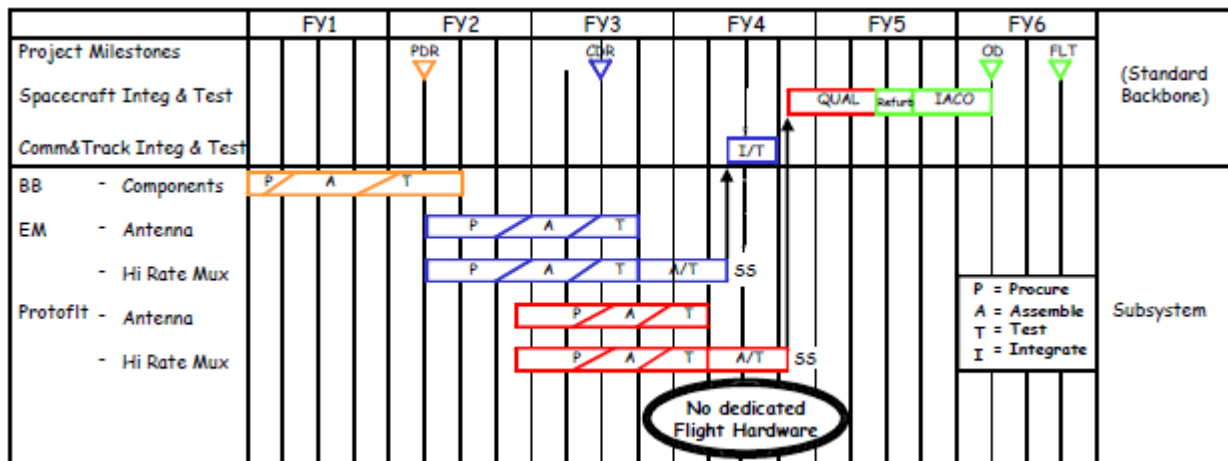 FY1 FY2 FY3 FY4 FY5 FY6
Project Milestones PDR CDR OD FLT
(Standard
Backbone)
Spacecraft Integ & Test QUAL Refurb IACO
Comm&Track Integ & Test I/T
BB - Components P A T
EM - Antenna P A T
- Hi Rate Mux P A T A/T SS
Protoflt - Antenna P A T
- Hi Rate Mux P A T A/T SS
P = Procure
A = Assemble
T = Test
I = Integrate
Subsystem
No dedicated
Flight Hardware